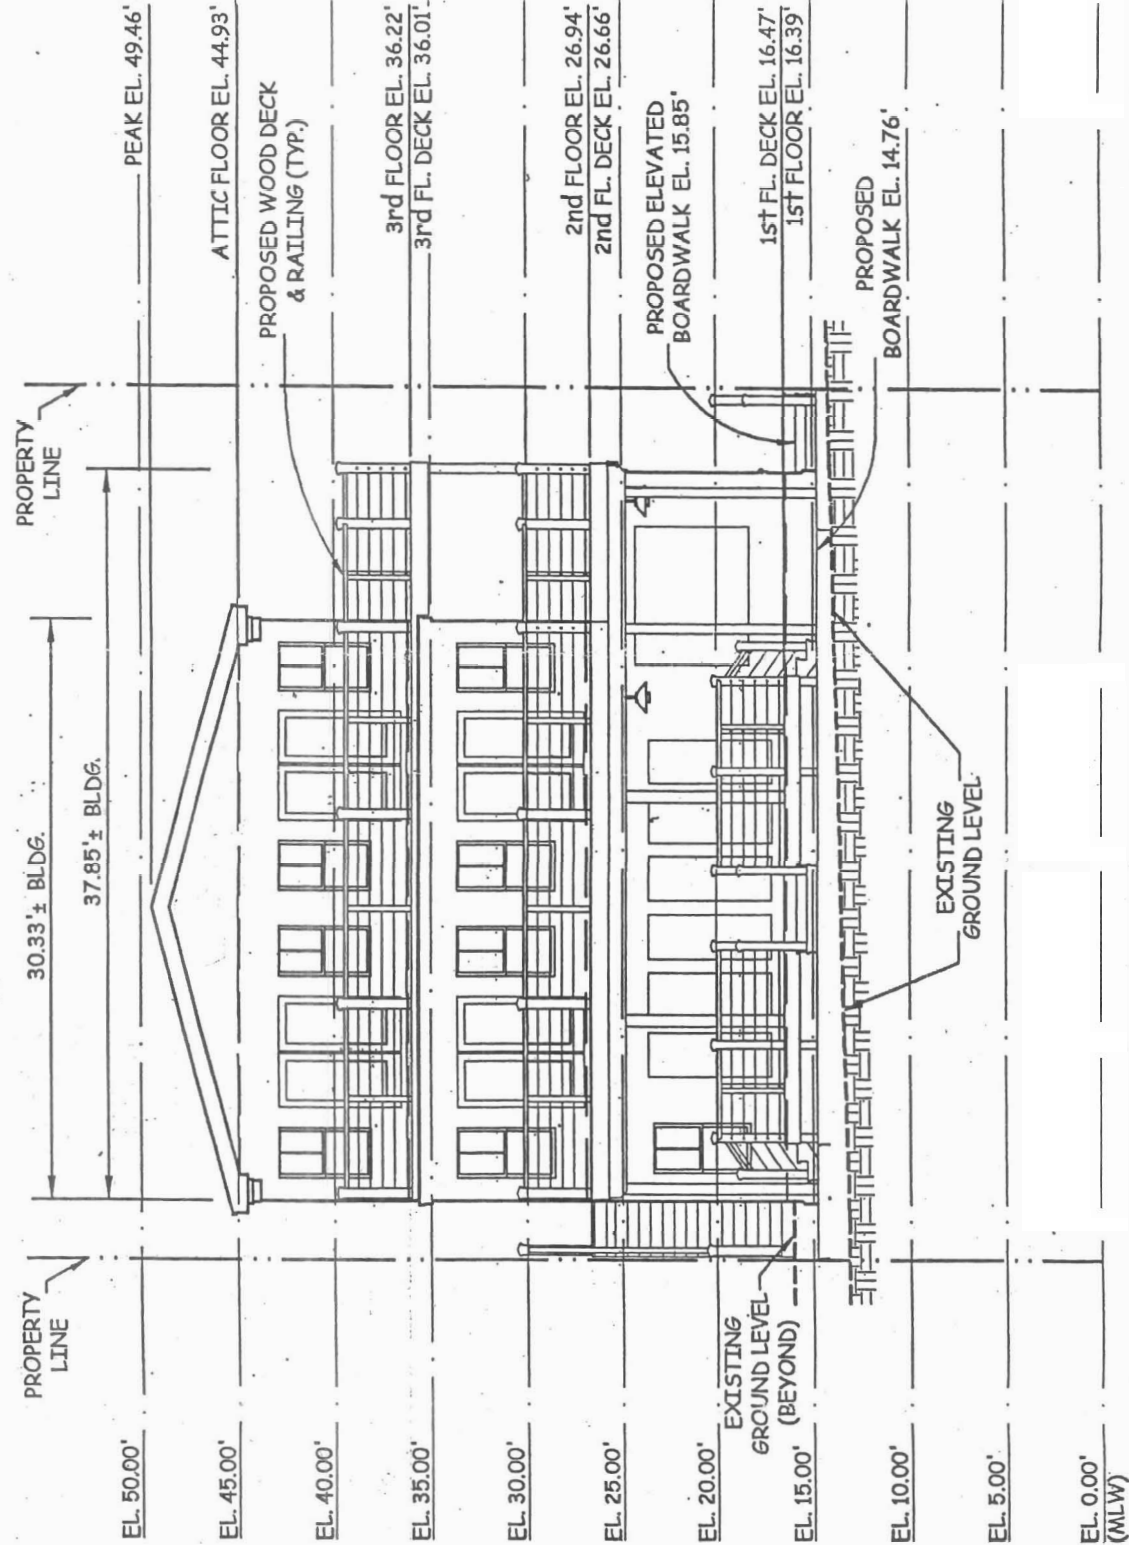 PROPERTY
LINE
PROPERTY
LINE
30.33'± BLDG.
37.85'± BLDG.
EL. 50.00'
EL. 45.00'
EL. 40.00'
EL. 35.00'
EL. 30.00'
EL. 25.00'
EL. 20.00'
EL. 15.00'
EL. 10.00'
EL. 5.00'
EL. 0.00'
(MLW)
PEAK EL. 49.46'
ATTIC FLOOR EL. 44.93'
PROPOSED WOOD DECK
& RAILING (TYP.)
3rd FLOOR EL. 36.22'
3rd FL. DECK EL. 36.01'
2nd FLOOR EL. 26.94'
2nd FL. DECK EL. 26.66'
PROPOSED ELEVATED
BOARDWALK EL. 15.85'
1st FL. DECK EL. 16.47'
1st FLOOR EL. 16.39'
PROPOSED
BOARDWALK EL. 14.76'
EXISTING
GROUND LEVEL
(BEYOND)
EXISTING
GROUND LEVEL